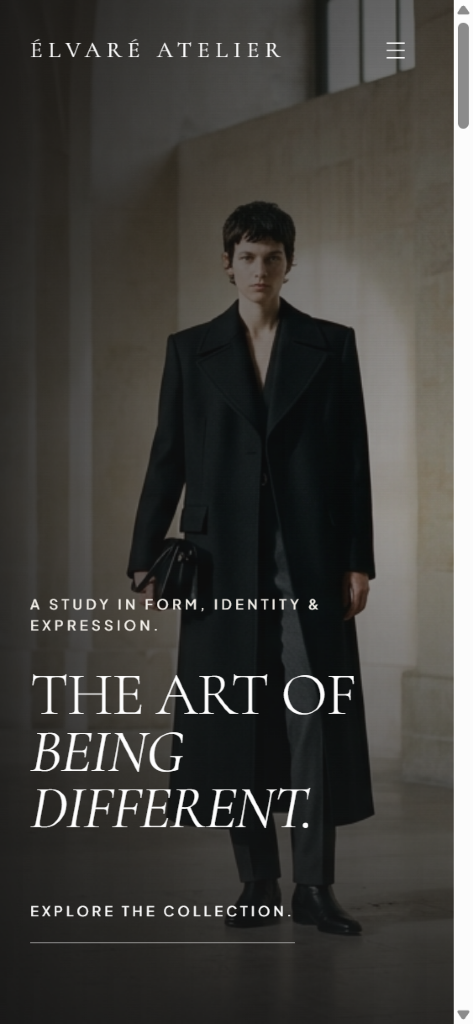 ÉLVARÉ ATELIER
A STUDY IN FORM, IDENTITY &
EXPRESSION.
THE ART OF
BEING
DIFFERENT.
EXPLORE THE COLLECTION.